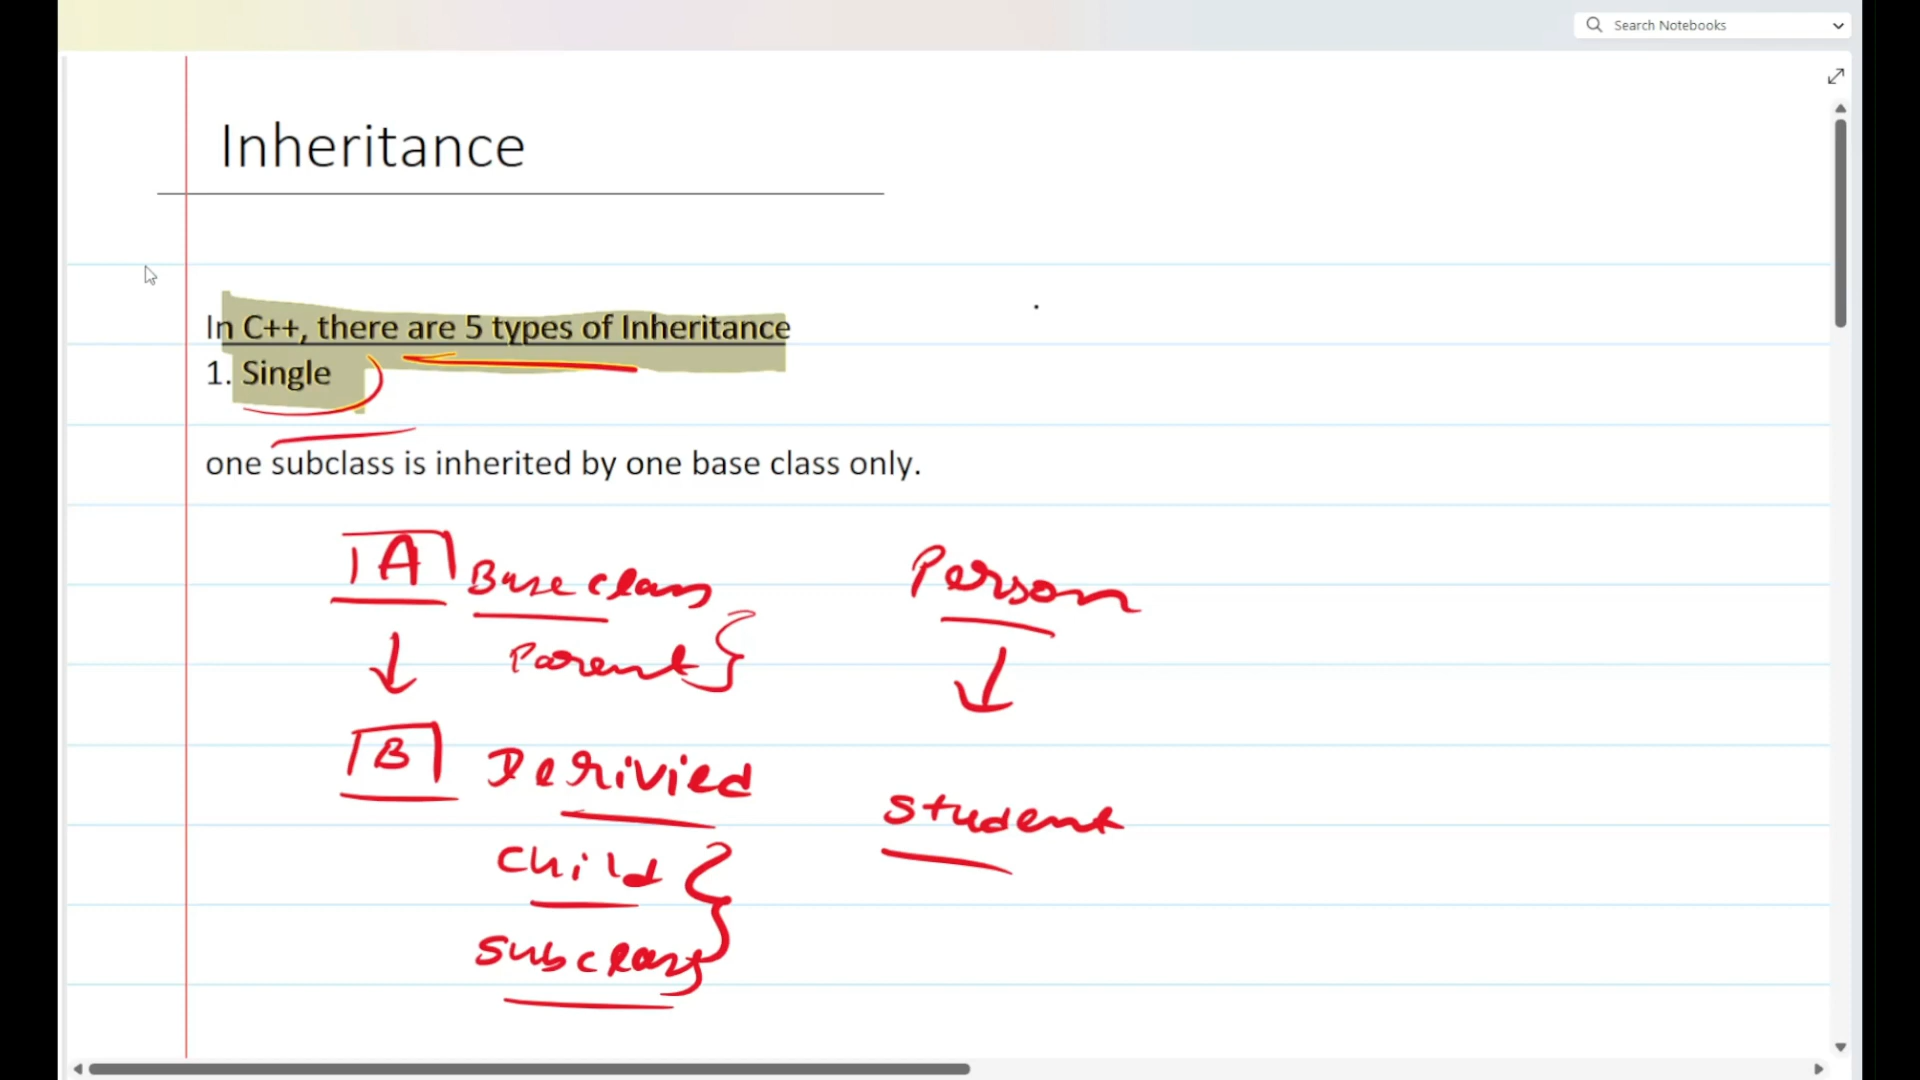 Search Notebooks
Inheritance
In C++, there are 5 types of Inheritance
1. Single
one subclass is inherited by one base class only.
A Base class
Parent
Person
B Derivied
child
subclass
student